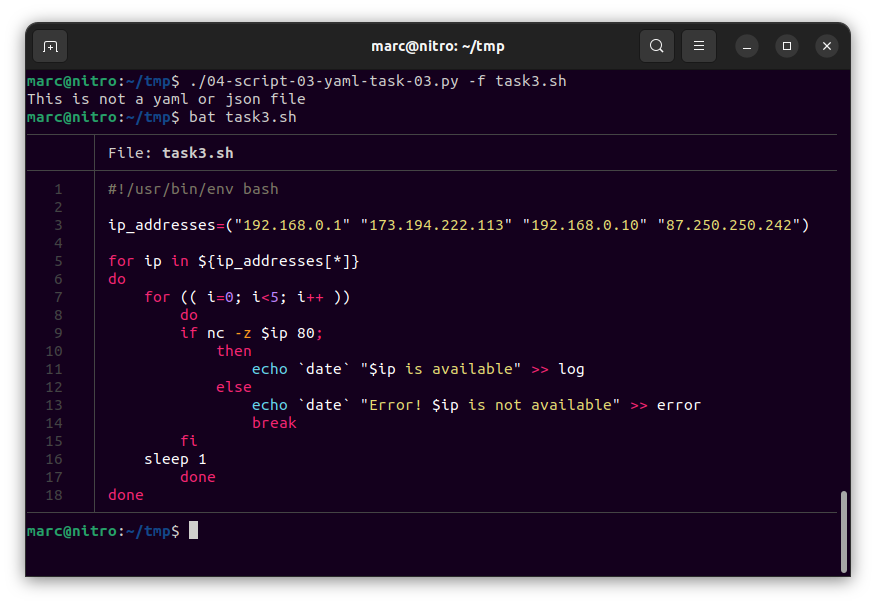 marc@nitro: ~/tmp
marc@nitro:~/tmp$ ./04-script-03-yaml-task-03.py -f task3.sh
This is not a yaml or json file
marc@nitro:~/tmp$ bat task3.sh
File: task3.sh
1 #!/usr/bin/env bash
2
3 ip_addresses=("192.168.0.1" "173.194.222.113" "192.168.0.10" "87.250.250.242")
4
5 for ip in ${ip_addresses[*]}
6 do
7     for (( i=0; i<5; i++ ))
8         do
9         if nc -z $ip 80;
10             then
11                 echo `date` "$ip is available" >> log
12             else
13                 echo `date` "Error! $ip is not available" >> error
14                 break
15         fi
16     sleep 1
17         done
18 done
marc@nitro:~/tmp$